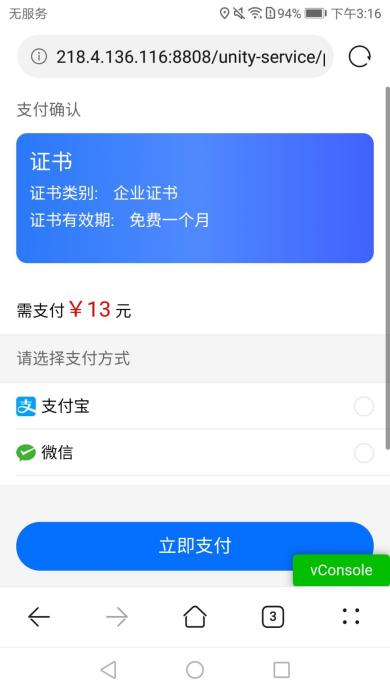 无服务 94% 下午3:16
218.4.136.116:8808/unity-service/
支付确认
证书
证书类别: 企业证书
证书有效期: 免费一个月
需支付￥13 元
请选择支付方式
支付宝
微信
立即支付
vConsole
3